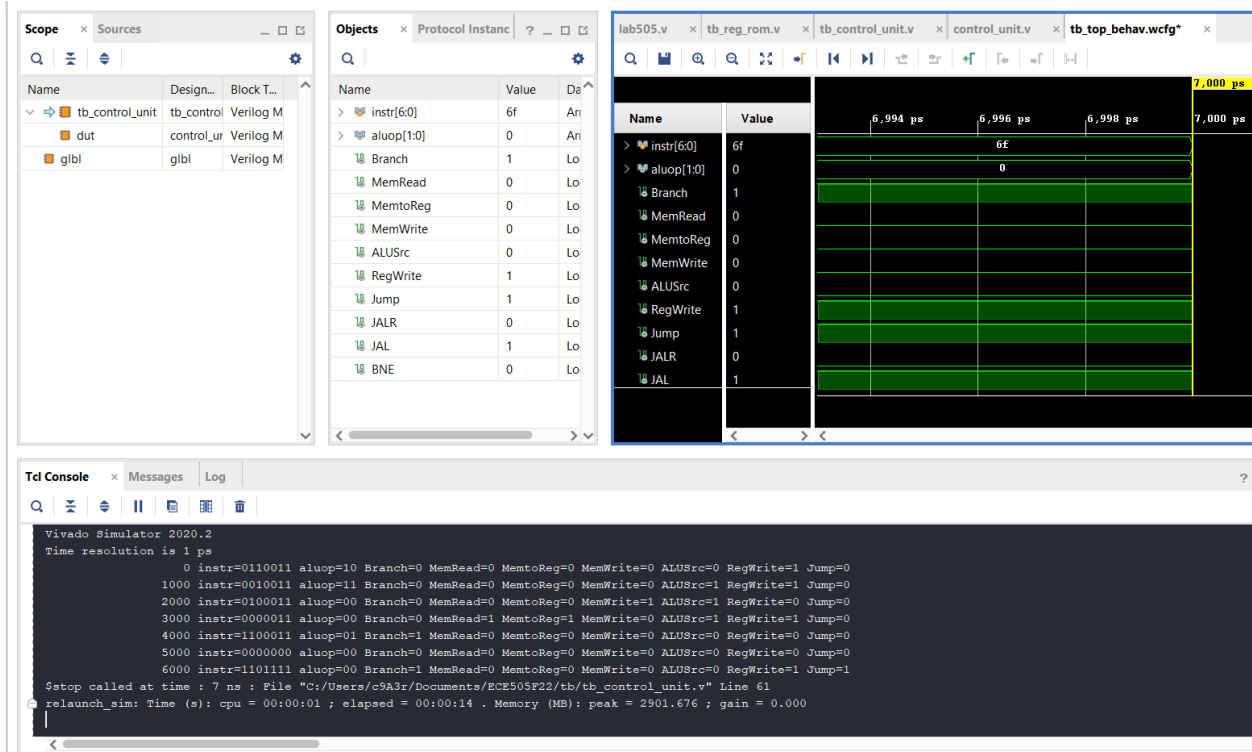 Scope × Sources
Name Design... Block T...
tb_control_unit tb_control Verilog M
dut control_ur Verilog M
glbl glbl Verilog M
Objects × Protocol Instanc ?
Name Value Da
instr[6:0] 6f Arr
aluop[1:0] 0 Arr
Branch 1 Lo
MemRead 0 Lo
MemtoReg 0 Lo
MemWrite 0 Lo
ALUSrc 0 Lo
RegWrite 1 Lo
Jump 1 Lo
JALR 0 Lo
JAL 1 Lo
BNE 0 Lo
lab505.v × tb_reg_rom.v × tb_control_unit.v × control_unit.v × tb_top_behav.wcfg* ×
7,000 ps
Name Value 6,994 ps 6,996 ps 6,998 ps 7,000 ps
instr[6:0] 6f 6f
aluop[1:0] 0 0
Branch 1
MemRead 0
MemtoReg 0
MemWrite 0
ALUSrc 0
RegWrite 1
Jump 1
JALR 0
JAL 1
Tcl Console × Messages Log ?
Vivado Simulator 2020.2
Time resolution is 1 ps
0 instr=0110011 aluop=10 Branch=0 MemRead=0 MemtoReg=0 MemWrite=0 ALUSrc=0 RegWrite=1 Jump=0
1000 instr=0010011 aluop=11 Branch=0 MemRead=0 MemtoReg=0 MemWrite=0 ALUSrc=1 RegWrite=1 Jump=0
2000 instr=0100011 aluop=00 Branch=0 MemRead=0 MemtoReg=0 MemWrite=1 ALUSrc=1 RegWrite=0 Jump=0
3000 instr=0000011 aluop=00 Branch=0 MemRead=1 MemtoReg=1 MemWrite=0 ALUSrc=1 RegWrite=1 Jump=0
4000 instr=1100011 aluop=01 Branch=1 MemRead=0 MemtoReg=0 MemWrite=0 ALUSrc=0 RegWrite=0 Jump=0
5000 instr=0000000 aluop=00 Branch=0 MemRead=0 MemtoReg=0 MemWrite=0 ALUSrc=0 RegWrite=0 Jump=0
6000 instr=1101111 aluop=00 Branch=1 MemRead=0 MemtoReg=0 MemWrite=0 ALUSrc=0 RegWrite=1 Jump=1
$stop called at time : 7 ns : File "C:/Users/c9A3r/Documents/ECE505F22/tb/tb_control_unit.v" Line 61
relaunch_sim: Time (s): cpu = 00:00:01 ; elapsed = 00:00:14 . Memory (MB): peak = 2901.676 ; gain = 0.000